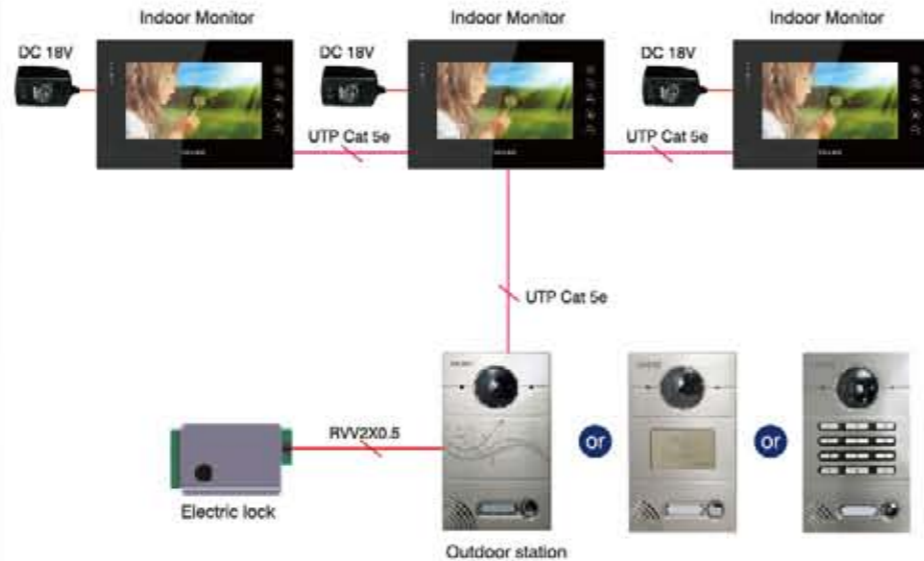 Indoor Monitor
Indoor Monitor
Indoor Monitor
DC 18V
DC 18V
DC 18V
UTP Cat 5e
UTP Cat 5e
UTP Cat 5e
RVV2X0.5
or
or
Electric lock
Outdoor station